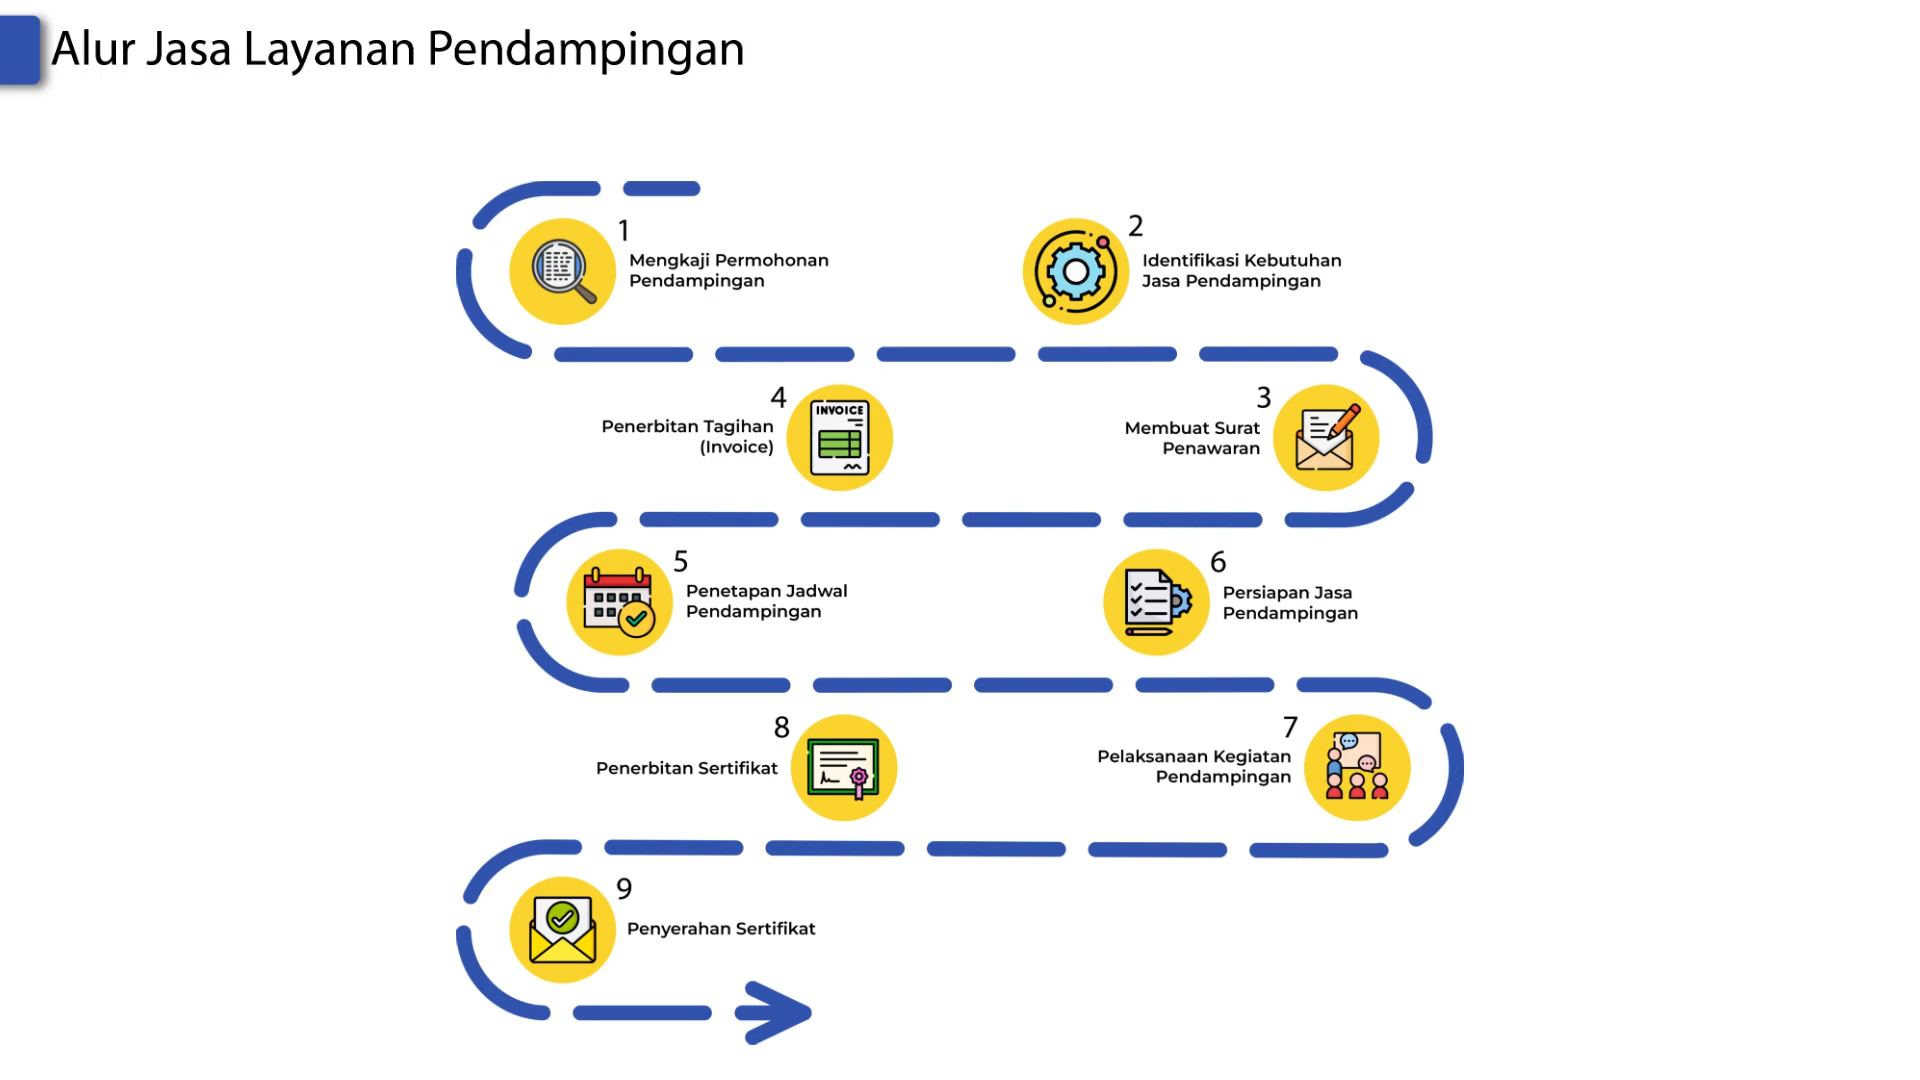 Alur Jasa Layanan Pendampingan
1
Mengkaji Permohonan
Pendampingan
2
Identifikasi Kebutuhan
Jasa Pendampingan
3
Membuat Surat
Penawaran
4
Penerbitan Tagihan
(Invoice)
INVOICE
5
Penetapan Jadwal
Pendampingan
6
Persiapan Jasa
Pendampingan
7
Pelaksanaan Kegiatan
Pendampingan
8
Penerbitan Sertifikat
9
Penyerahan Sertifikat